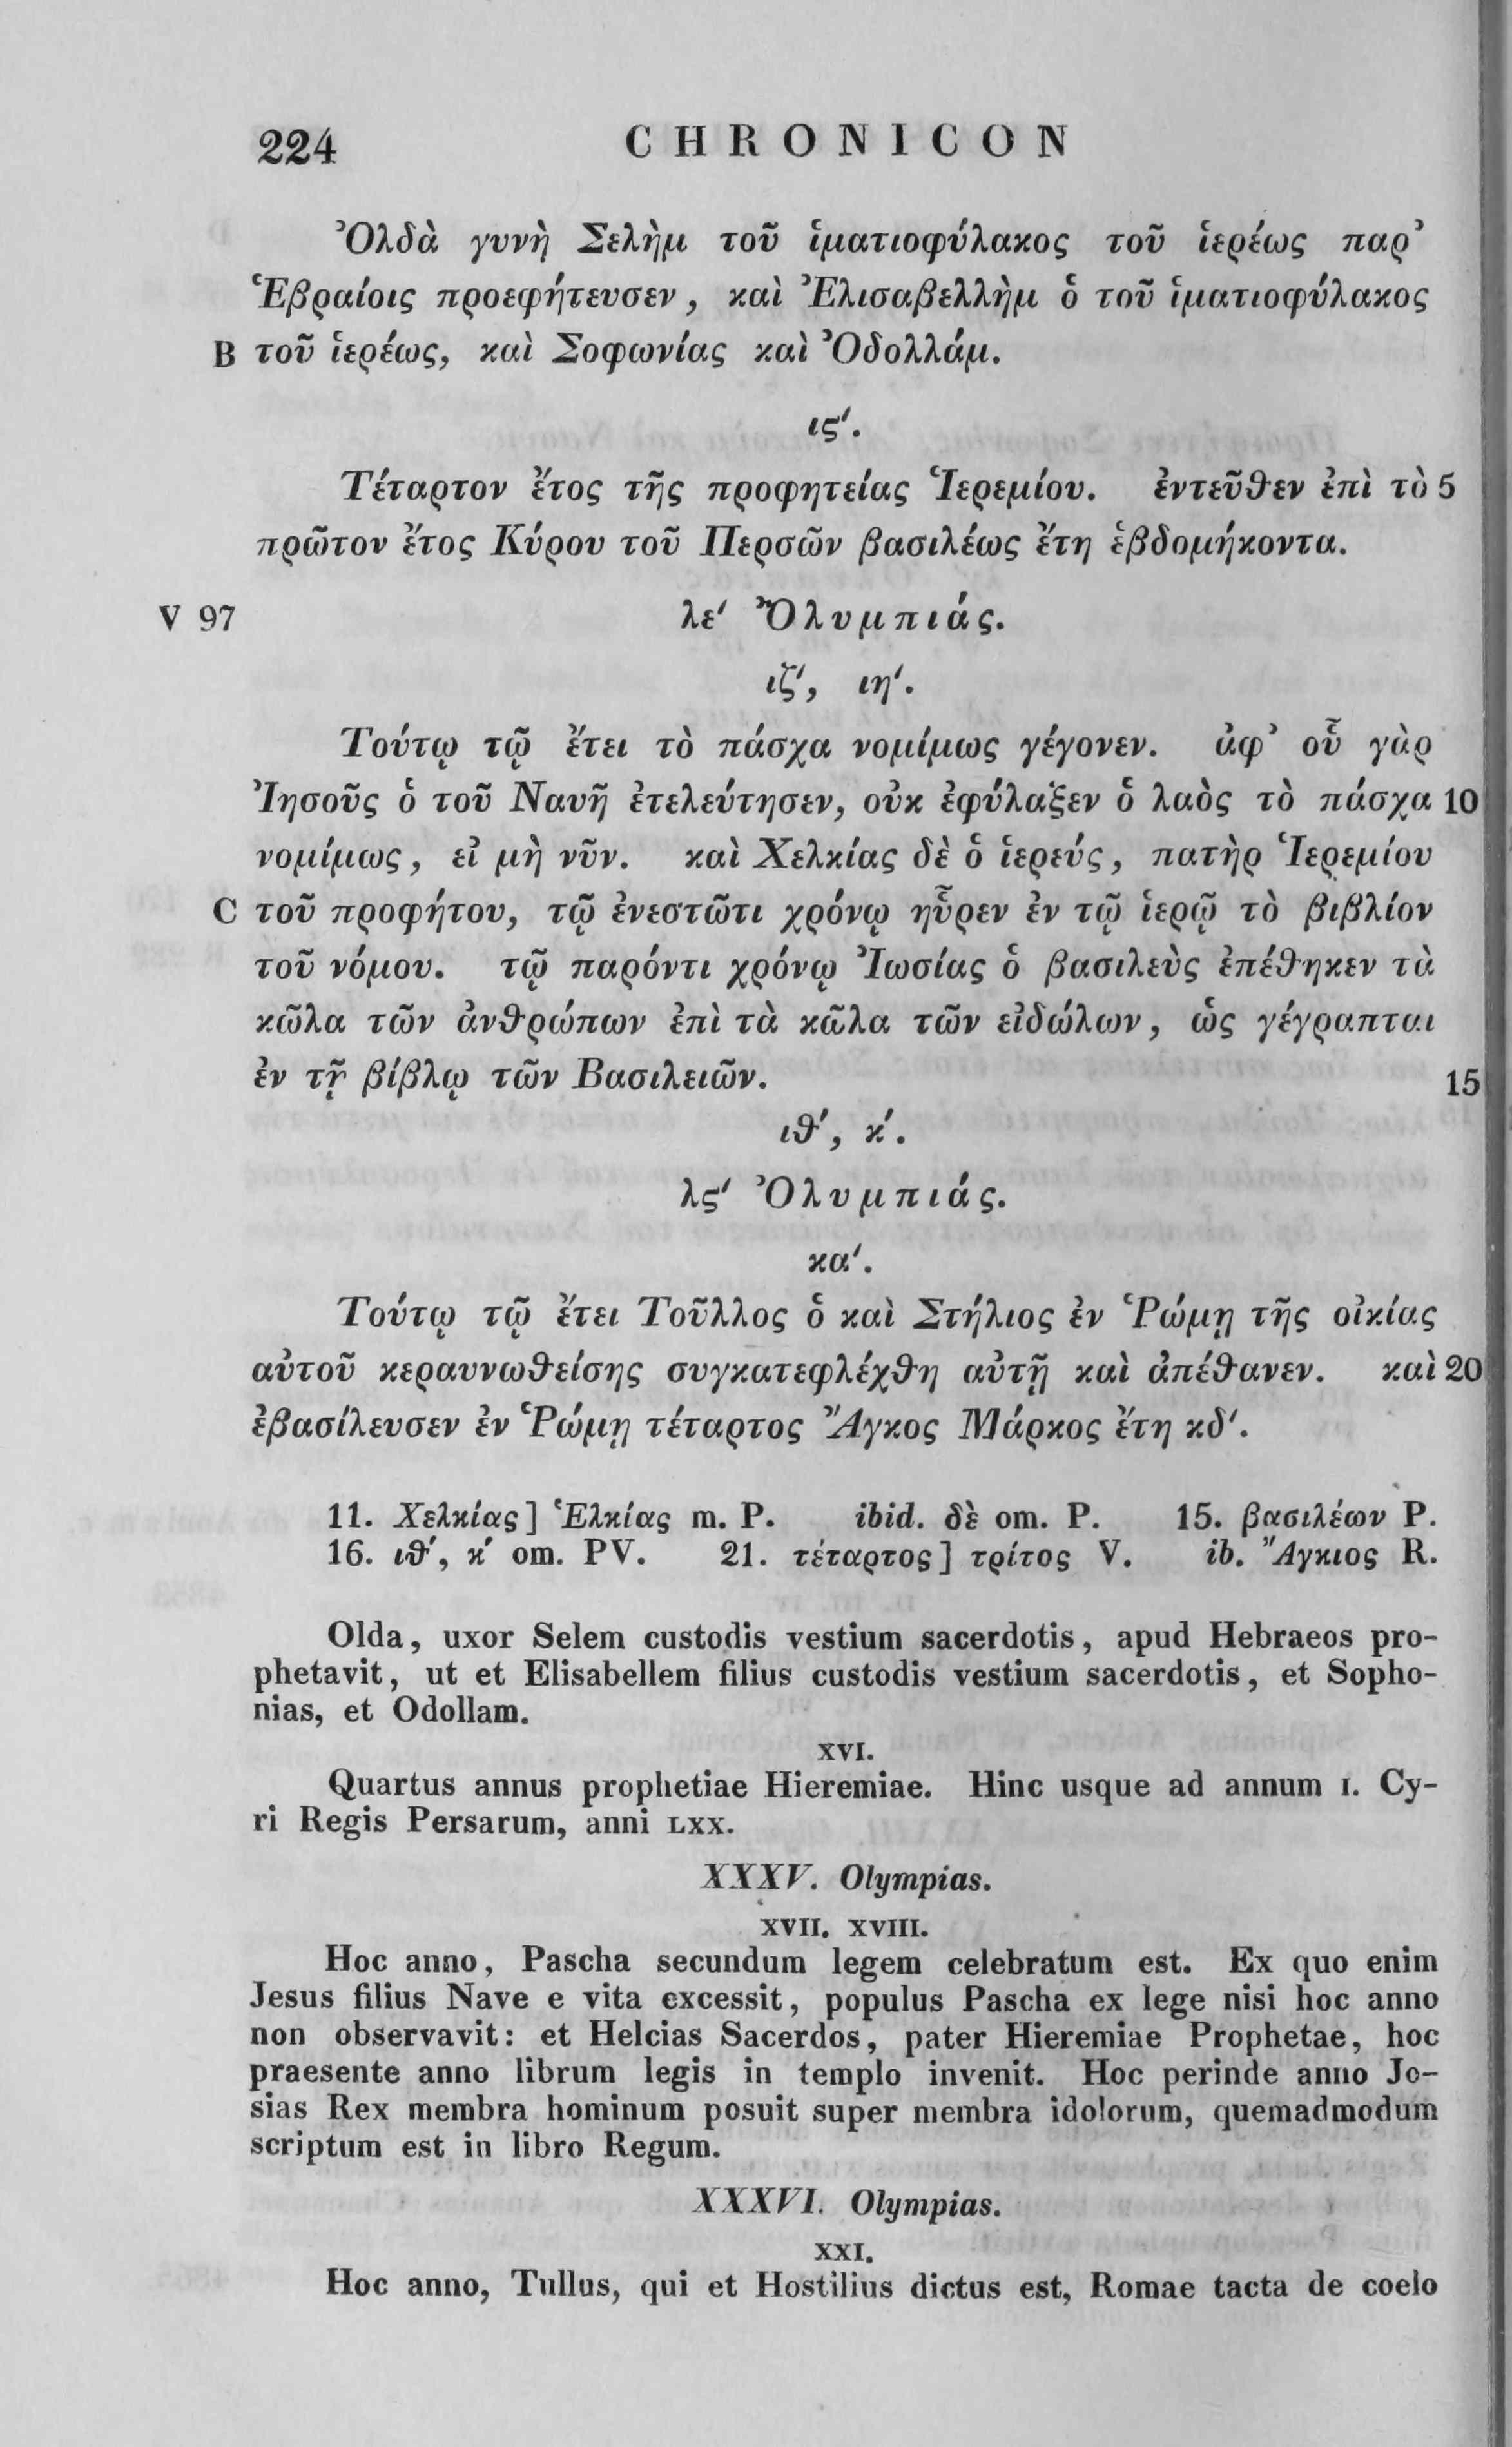 224 CHRONICON
Ὀλδὰ γυνὴ Σελὴμ τοῦ ἱματιοφύλακος τοῦ ἱερέως παρ’
Ἑβραίοις προεφήτευσεν, καὶ Ἐλισαβελλὴμ ὁ τοῦ ἱματιοφύλακος
B τοῦ ἱερέως, καὶ Σοφωνίας καὶ Ὀδολλάμ.
ις′.
Τέταρτον ἔτος τῆς προφητείας Ἱερεμίου. ἐντεῦθεν ἐπὶ τὸ 5
πρῶτον ἔτος Κύρου τοῦ Περσῶν βασιλέως ἔτη ἑβδομήκοντα.
V 97 λε′ Ὀλυμπιάς.
ιζ′, ιη′.
Τούτῳ τῷ ἔτει τὸ πάσχα νομίμως γέγονεν. ἀφ’ οὗ γὰρ
Ἰησοῦς ὁ τοῦ Ναυῆ ἐτελεύτησεν, οὐκ ἐφύλαξεν ὁ λαὸς τὸ πάσχα 10
νομίμως, εἰ μὴ νῦν. καὶ Χελκίας δὲ ὁ ἱερεύς, πατὴρ Ἱερεμίου
C τοῦ προφήτου, τῷ ἐνεστῶτι χρόνῳ ηὗρεν ἐν τῷ ἱερῷ τὸ βιβλίον
τοῦ νόμου. τῷ παρόντι χρόνῳ Ἰωσίας ὁ βασιλεὺς ἐπέθηκεν τὰ
κῶλα τῶν ἀνθρώπων ἐπὶ τὰ κῶλα τῶν εἰδώλων, ὡς γέγραπται
ἐν τῇ βίβλῳ τῶν Βασιλειῶν. 15
ιθ′, κ′.
λς′ Ὀλυμπιάς.
κα′.
Τούτῳ τῷ ἔτει Τοῦλλος ὁ καὶ Στήλιος ἐν Ῥώμῃ τῆς οἰκίας
αὐτοῦ κεραυνωθείσης συγκατεφλέχθη αὐτῇ καὶ ἀπέθανεν. καὶ 20
ἐβασίλευσεν ἐν Ῥώμῃ τέταρτος Ἄγκος Μάρκος ἔτη κδ′.
11. Χελκίας] Ἑλκίας m. P. ibid. δὲ om. P. 15. βασιλέων P.
16. ιθ′, κ′ om. PV. 21. τέταρτος] τρίτος V. ib. Ἄγκιος R.
Olda, uxor Selem custodis vestium sacerdotis, apud Hebraeos pro-
phetavit, ut et Elisabellem filius custodis vestium sacerdotis, et Sopho-
nias, et Odollam.
XVI.
Quartus annus prophetiae Hieremiae. Hinc usque ad annum I. Cy-
ri Regis Persarum, anni LXX.
XXXV. Olympias.
XVII. XVIII.
Hoc anno, Pascha secundum legem celebratum est. Ex quo enim
Jesus filius Nave e vita excessit, populus Pascha ex lege nisi hoc anno
non observavit: et Helcias Sacerdos, pater Hieremiae Prophetae, hoc
praesente anno librum legis in templo invenit. Hoc perinde anno Jo-
sias Rex membra hominum posuit super membra idolorum, quemadmodum
scriptum est in libro Regum.
XXXVI. Olympias.
XXI.
Hoc anno, Tullus, qui et Hostilius dictus est, Romae tacta de coelo